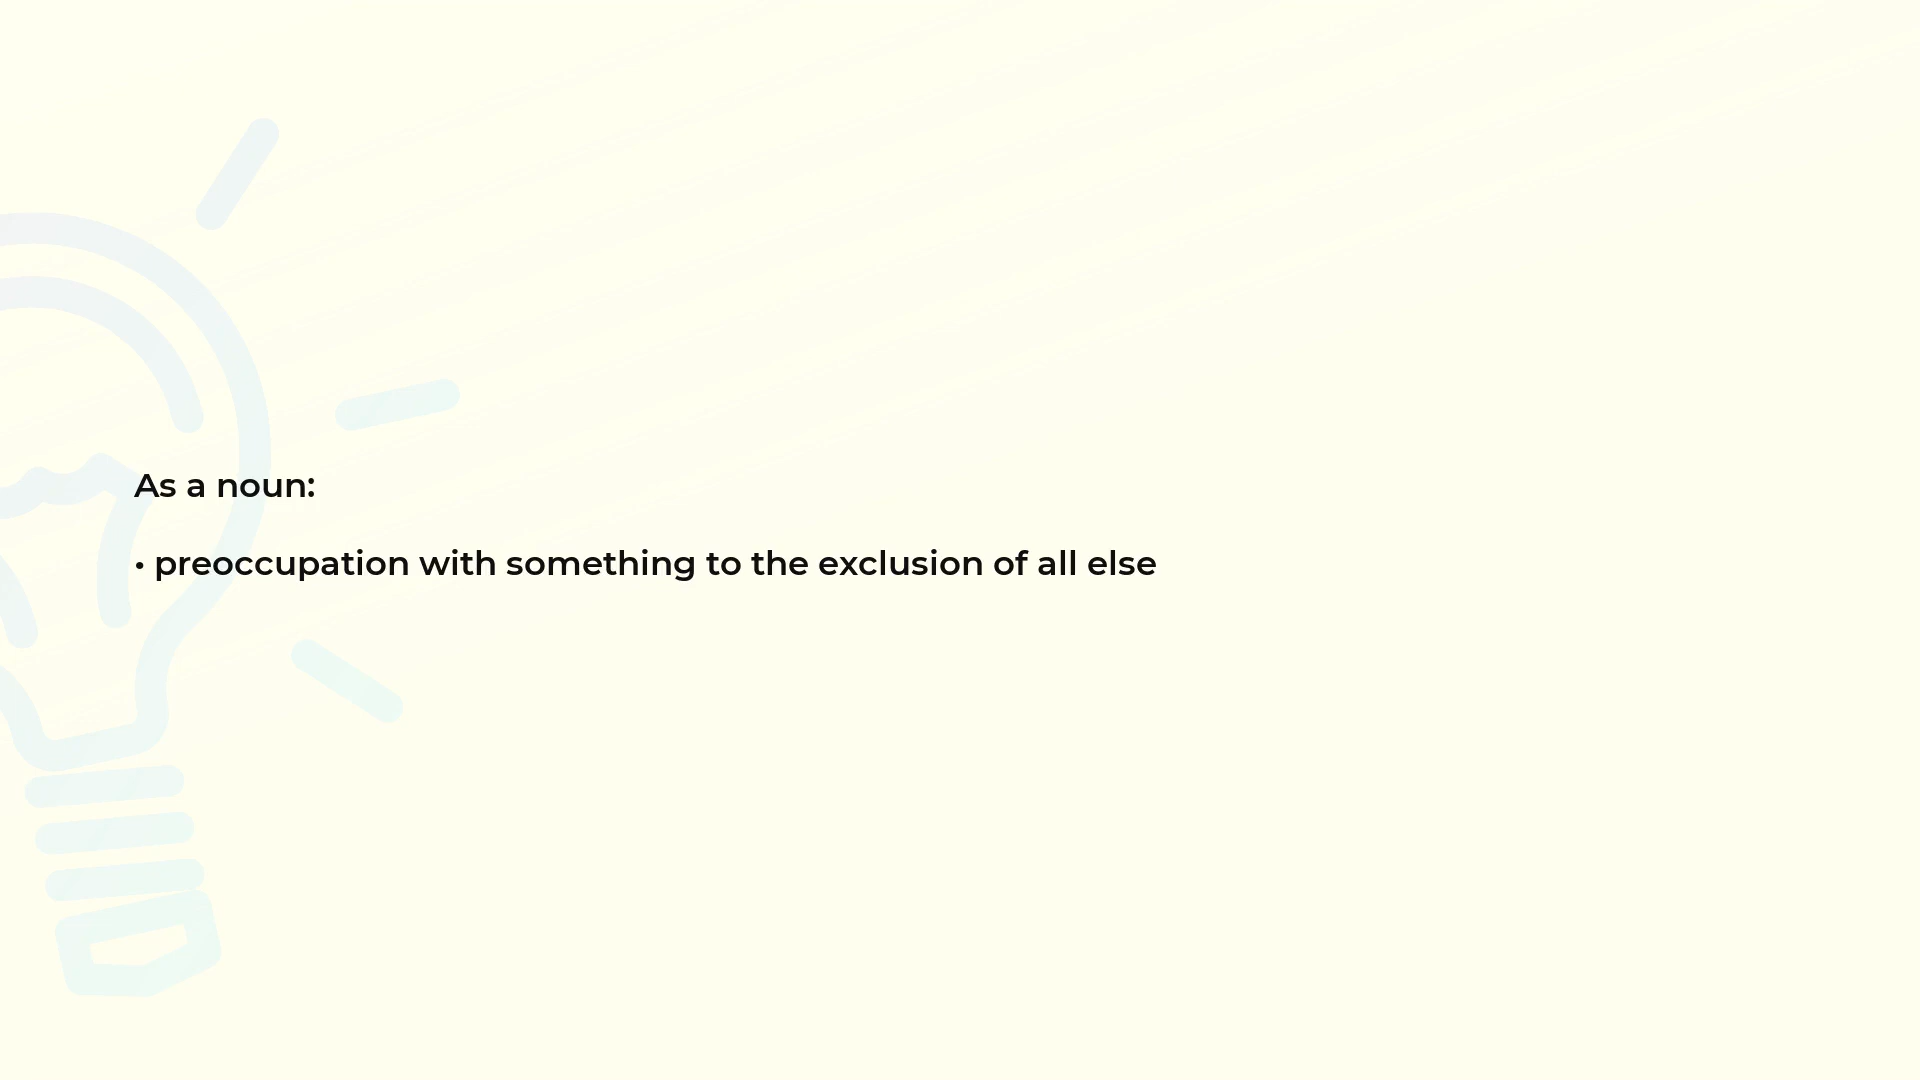 As a noun:
• preoccupation with something to the exclusion of all else